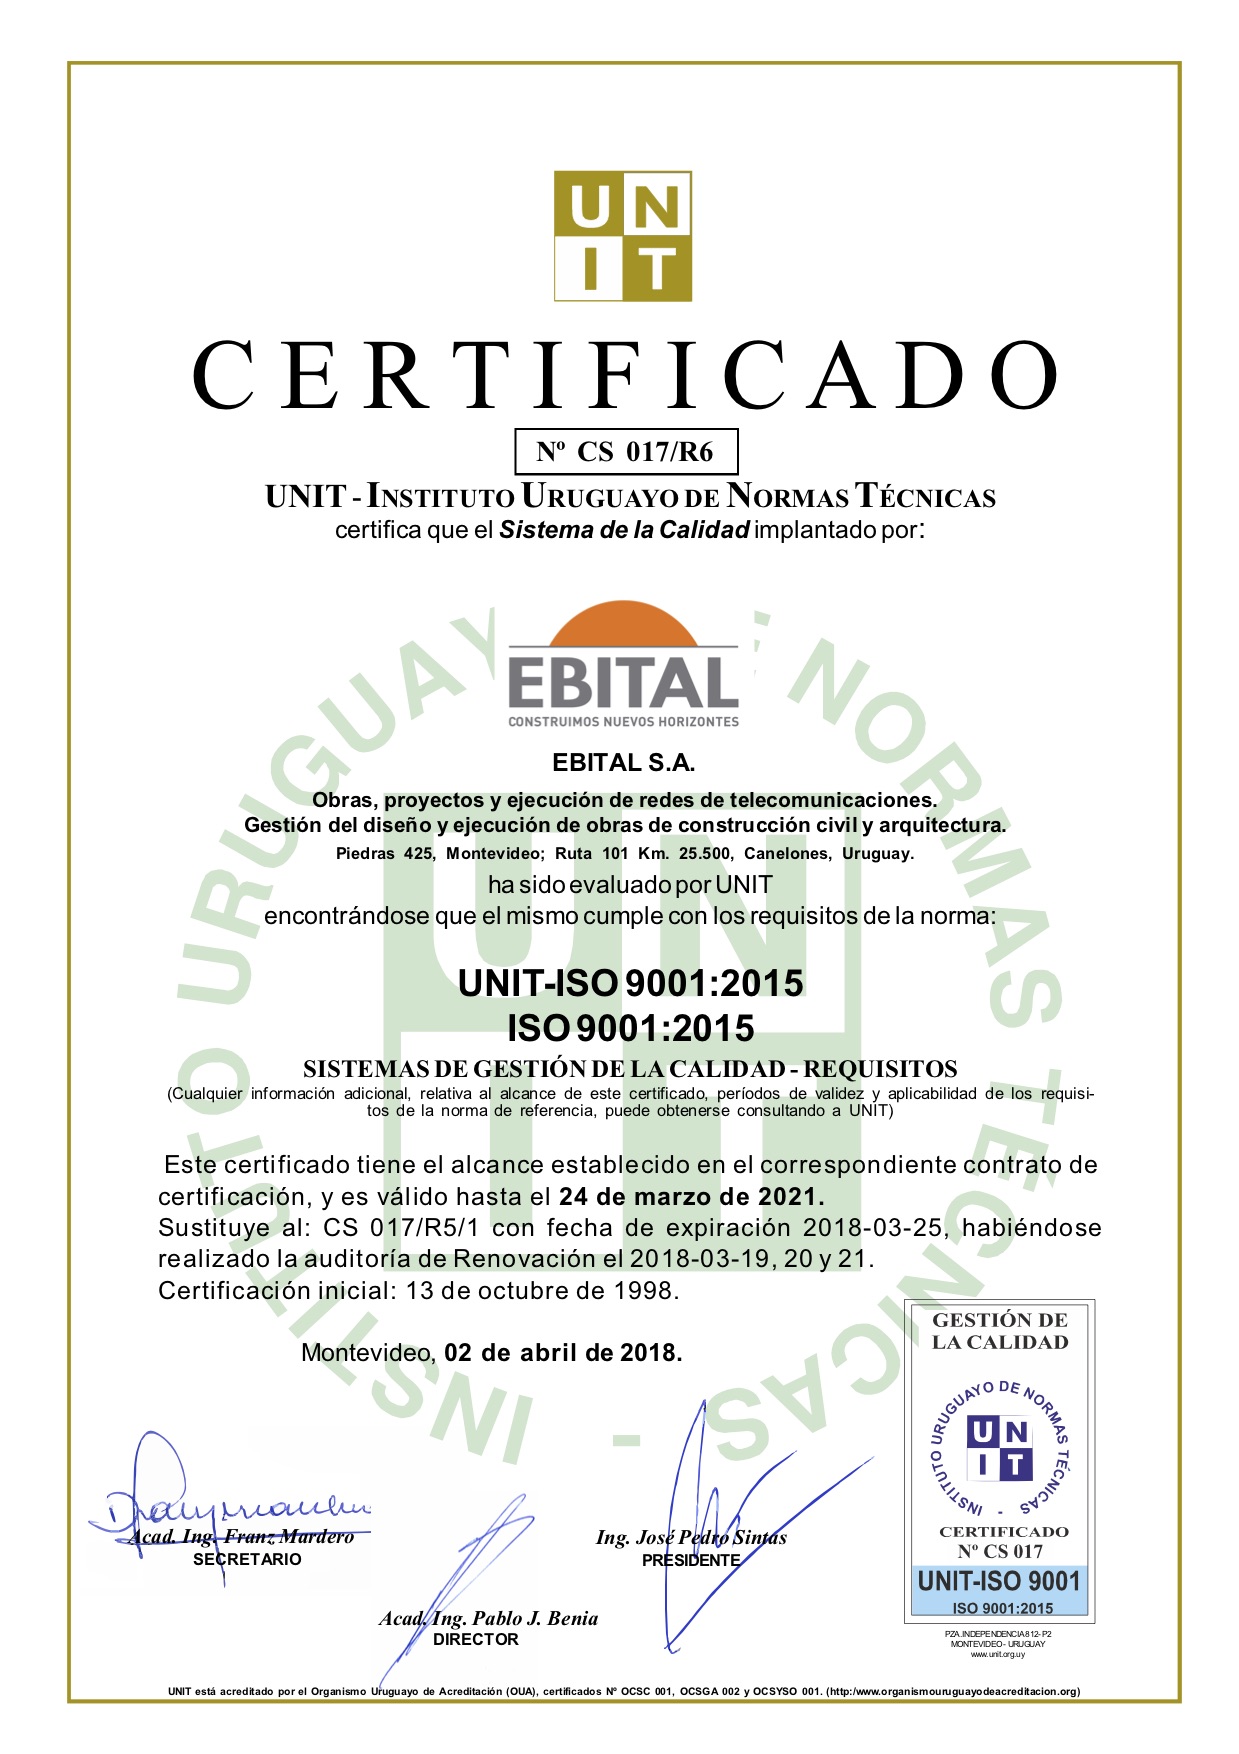 UN
IT
CERTIFICADO
Nº CS 017/R6
UNIT - INSTITUTO URUGUAYO DE NORMAS TÉCNICAS
certifica que el Sistema de la Calidad implantado por:
EBITAL
CONSTRUIMOS NUEVOS HORIZONTES
EBITAL S.A.
Obras, proyectos y ejecución de redes de telecomunicaciones.
Gestión del diseño y ejecución de obras de construcción civil y arquitectura.
Piedras 425, Montevideo; Ruta 101 Km. 25.500, Canelones, Uruguay.
ha sido evaluado por UNIT
encontrándose que el mismo cumple con los requisitos de la norma:
UNIT-ISO 9001:2015
ISO 9001:2015
SISTEMAS DE GESTIÓN DE LA CALIDAD - REQUISITOS
(Cualquier información adicional, relativa al alcance de este certificado, períodos de validez y aplicabilidad de los requisi-
tos de la norma de referencia, puede obtenerse consultando a UNIT)
Este certificado tiene el alcance establecido en el correspondiente contrato de
certificación, y es válido hasta el 24 de marzo de 2021.
Sustituye al: CS 017/R5/1 con fecha de expiración 2018-03-25, habiéndose
realizado la auditoría de Renovación el 2018-03-19, 20 y 21.
Certificación inicial: 13 de octubre de 1998.
Montevideo, 02 de abril de 2018.
Acad. Ing. Franz Mardero
SECRETARIO
Ing. José Pedro Sintas
PRESIDENTE
Acad. Ing. Pablo J. Benia
DIRECTOR
GESTIÓN DE
LA CALIDAD
INSTITUTO URUGUAYO DE NORMAS TÉCNICAS -
UN
IT
CERTIFICADO
Nº CS 017
UNIT-ISO 9001
ISO 9001:2015
PZA. INDEPENDENCIA 812- P2
MONTEVIDEO - URUGUAY
www.unit.org.uy
UNIT está acreditado por el Organismo Uruguayo de Acreditación (OUA), certificados Nº OCSC 001, OCSGA 002 y OCSYSO 001. (http:/www.organismouruguayodeacreditacion.org)
INSTITUTO URUGUAY E NORMAS TÉCNICAS -
UN
IT